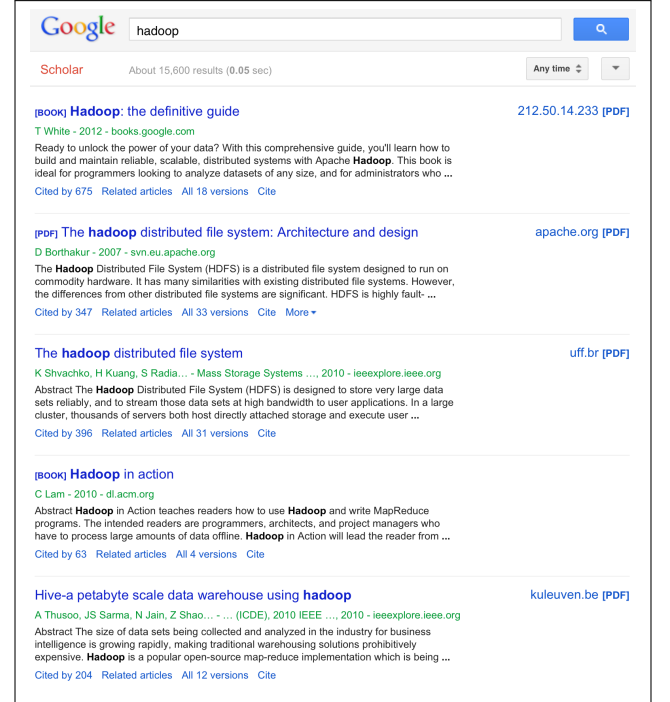 Google hadoop
Scholar About 15,600 results (0.05 sec) Any time
[BOOK] Hadoop: the definitive guide 212.50.14.233 [PDF]
T White - 2012 - books.google.com
Ready to unlock the power of your data? With this comprehensive guide, you'll learn how to
build and maintain reliable, scalable, distributed systems with Apache Hadoop. This book is
ideal for programmers looking to analyze datasets of any size, and for administrators who ...
Cited by 675 Related articles All 18 versions Cite
[PDF] The hadoop distributed file system: Architecture and design apache.org [PDF]
D Borthakur - 2007 - svn.eu.apache.org
The Hadoop Distributed File System (HDFS) is a distributed file system designed to run on
commodity hardware. It has many similarities with existing distributed file systems. However,
the differences from other distributed file systems are significant. HDFS is highly fault- ...
Cited by 347 Related articles All 33 versions Cite More
The hadoop distributed file system uff.br [PDF]
K Shvachko, H Kuang, S Radia… - Mass Storage Systems …, 2010 - ieeexplore.ieee.org
Abstract The Hadoop Distributed File System (HDFS) is designed to store very large data
sets reliably, and to stream those data sets at high bandwidth to user applications. In a large
cluster, thousands of servers both host directly attached storage and execute user ...
Cited by 396 Related articles All 31 versions Cite
[BOOK] Hadoop in action
C Lam - 2010 - dl.acm.org
Abstract Hadoop in Action teaches readers how to use Hadoop and write MapReduce
programs. The intended readers are programmers, architects, and project managers who
have to process large amounts of data offline. Hadoop in Action will lead the reader from ...
Cited by 63 Related articles All 4 versions Cite
Hive-a petabyte scale data warehouse using hadoop kuleuven.be [PDF]
A Thusoo, JS Sarma, N Jain, Z Shao… - … (ICDE), 2010 IEEE …, 2010 - ieeexplore.ieee.org
Abstract The size of data sets being collected and analyzed in the industry for business
intelligence is growing rapidly, making traditional warehousing solutions prohibitively
expensive. Hadoop is a popular open-source map-reduce implementation which is being ...
Cited by 204 Related articles All 12 versions Cite